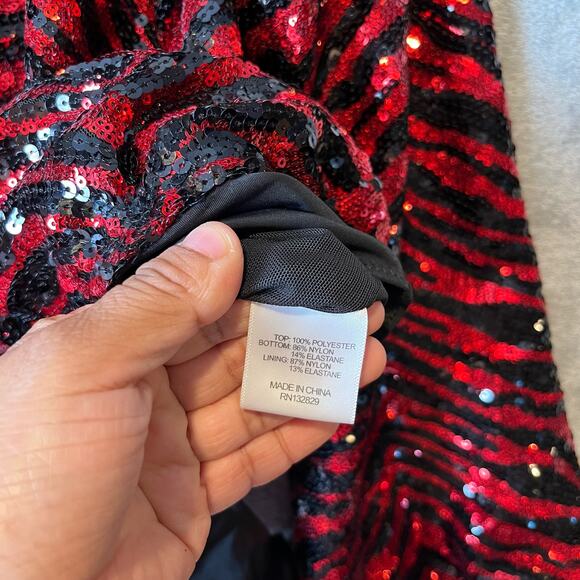 TOP: 100% POLYESTER
BOTTOM: 86% NYLON
14% ELASTANE
LINING: 87% NYLON
13% ELASTANE
MADE IN CHINA
RN132829